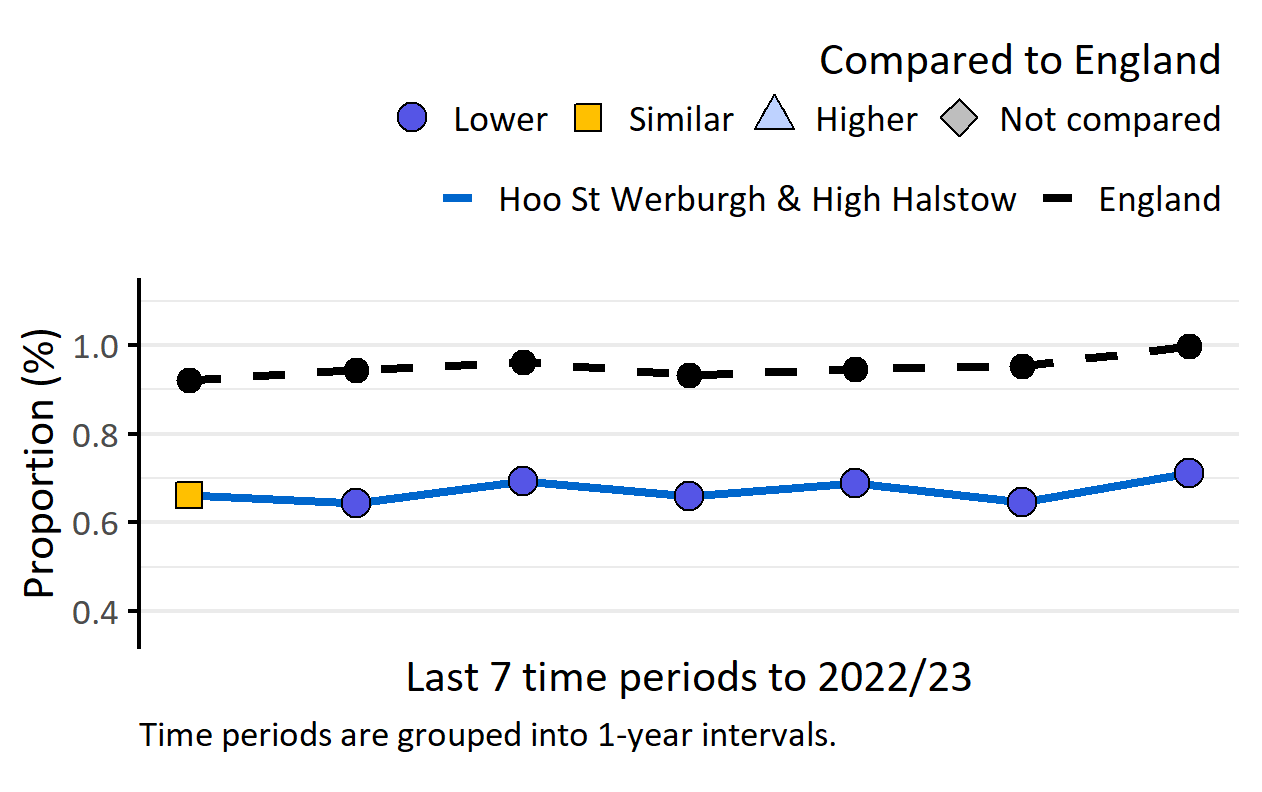 Compared to England
Lower Similar Higher Not compared
Hoo St Werburgh & High Halstow England
Proportion (%)
1.0
0.8
0.6
0.4
Last 7 time periods to 2022/23
Time periods are grouped into 1-year intervals.